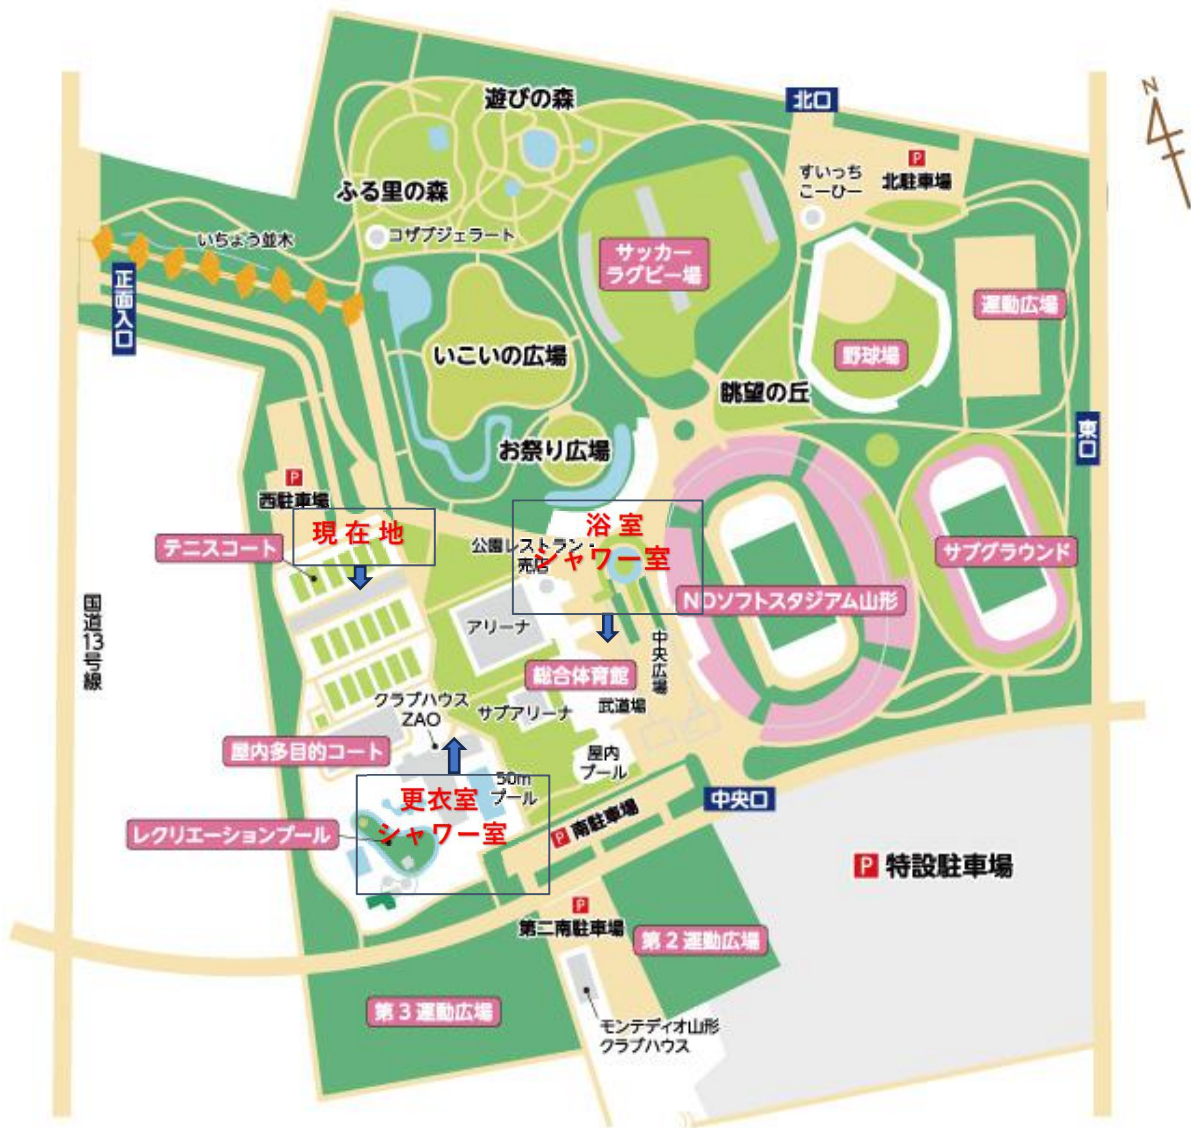 N
北口
遊びの森
すいっち
こーひー
P
北駐車場
ふる里の森
コザブジェラート
いちょう並木
サッカー
ラグビー場
正面入口
運動広場
野球場
いこいの広場
眺望の丘
お祭り広場
東口
P
西駐車場
現在地
浴室
シャワー室
公園レストラン・
売店
テニスコート
サブグラウンド
NDソフトスタジアム山形
国道13号線
アリーナ
中央広場
総合体育館
クラブハウス
ZAO
サブアリーナ
武道場
屋内多目的コート
屋内
プール
50m
プール
更衣室
シャワー室
中央口
レクリエーションプール
P 南駐車場
P 特設駐車場
P
第二南駐車場
第2運動広場
第3運動広場
モンテディオ山形
クラブハウス